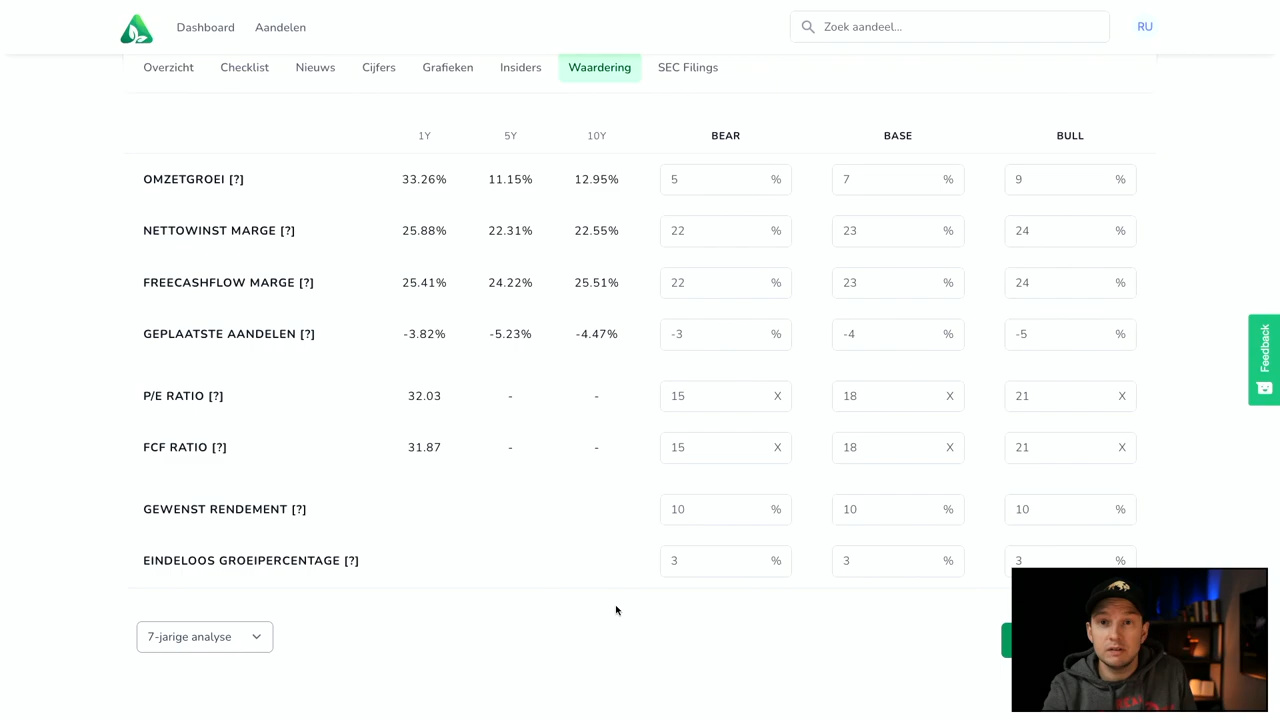 Dashboard Aandelen Zoek aandeel... RU
Overzicht Checklist Nieuws Cijfers Grafieken Insiders Waardering SEC Filings
1Y 5Y 10Y BEAR BASE BULL
OMZETGROEI [?] 33.26% 11.15% 12.95% 5 % 7 % 9 %
NETTOWINST MARGE [?] 25.88% 22.31% 22.55% 22 % 23 % 24 %
FREECASHFLOW MARGE [?] 25.41% 24.22% 25.51% 22 % 23 % 24 %
GEPLAATSTE AANDELEN [?] -3.82% -5.23% -4.47% -3 % -4 % -5 %
Feedback
P/E RATIO [?] 32.03 - - 15 X 18 X 21 X
FCF RATIO [?] 31.87 - - 15 X 18 X 21 X
GEWENST RENDEMENT [?] 10 % 10 % 10 %
EINDELOOS GROEIPERCENTAGE [?] 3 % 3 % 3 %
7-jarige analyse